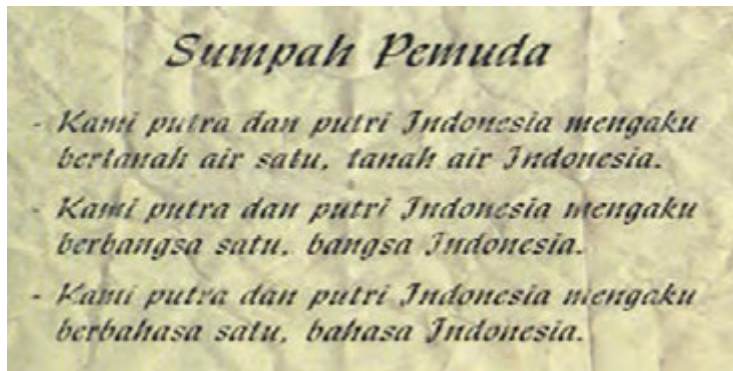 Sumpah Pemuda
- Kami putra dan putri Indonesia mengaku
bertanah air satu, tanah air Indonesia.
- Kami putra dan putri Indonesia mengaku
berbangsa satu, bangsa Indonesia.
- Kami putra dan putri Indonesia mengaku
berbahasa satu, bahasa Indonesia.